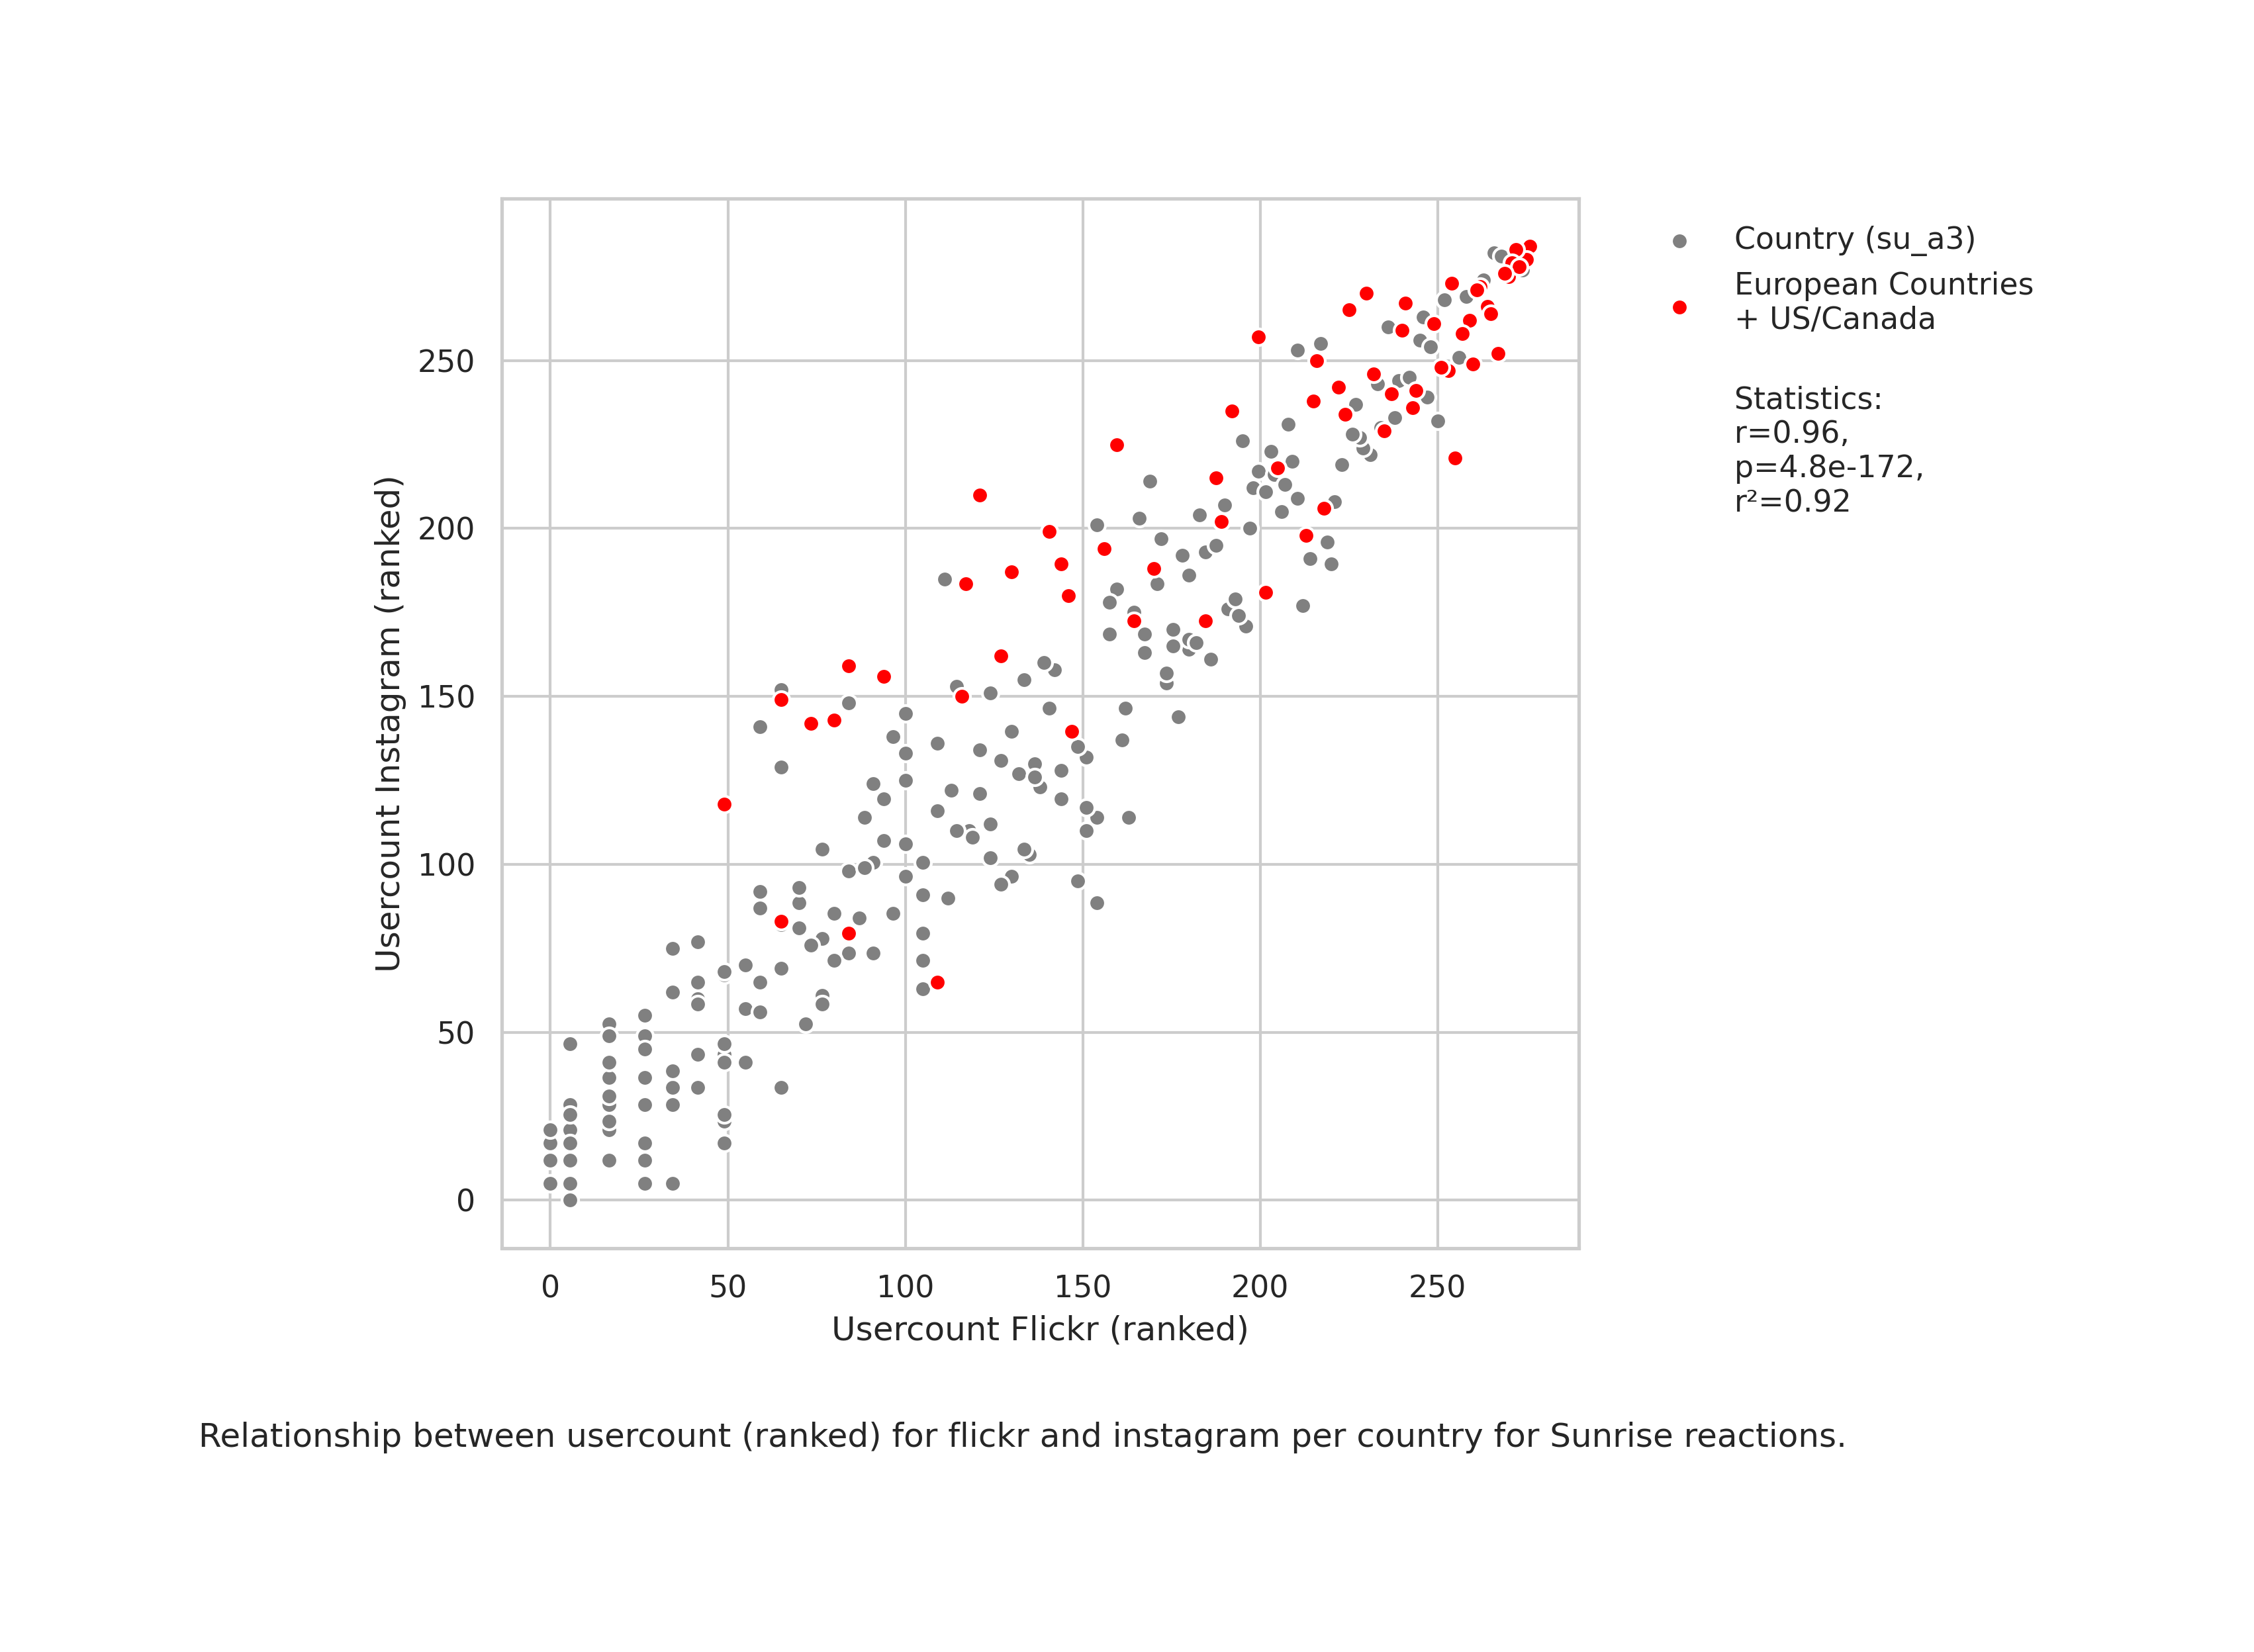 Country (su_a3)
European Countries
+ US/Canada
Statistics:
r=0.96,
p=4.8e-172,
r²=0.92
Usercount Instagram (ranked)
250
200
150
100
50
0
0
50
100
150
200
250
Usercount Flickr (ranked)
Relationship between usercount (ranked) for flickr and instagram per country for Sunrise reactions.